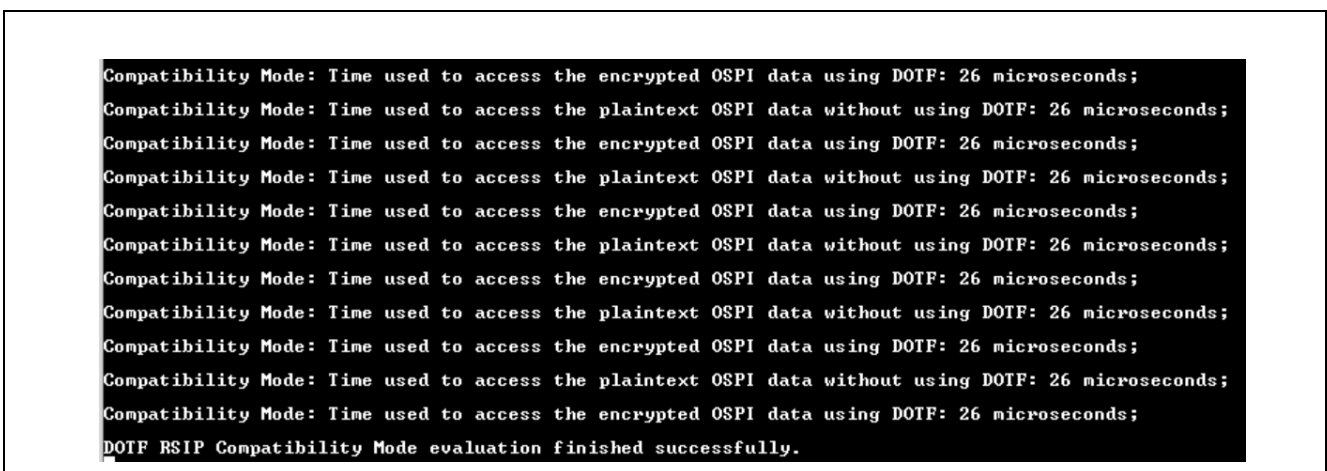 Compatibility Mode: Time used to access the encrypted OSPI data using DOTF: 26 microseconds;
Compatibility Mode: Time used to access the plaintext OSPI data without using DOTF: 26 microseconds;
Compatibility Mode: Time used to access the encrypted OSPI data using DOTF: 26 microseconds;
Compatibility Mode: Time used to access the plaintext OSPI data without using DOTF: 26 microseconds;
Compatibility Mode: Time used to access the encrypted OSPI data using DOTF: 26 microseconds;
Compatibility Mode: Time used to access the plaintext OSPI data without using DOTF: 26 microseconds;
Compatibility Mode: Time used to access the encrypted OSPI data using DOTF: 26 microseconds;
Compatibility Mode: Time used to access the plaintext OSPI data without using DOTF: 26 microseconds;
Compatibility Mode: Time used to access the encrypted OSPI data using DOTF: 26 microseconds;
Compatibility Mode: Time used to access the plaintext OSPI data without using DOTF: 26 microseconds;
Compatibility Mode: Time used to access the encrypted OSPI data using DOTF: 26 microseconds;
DOTF RSIP Compatibility Mode evaluation finished successfully.